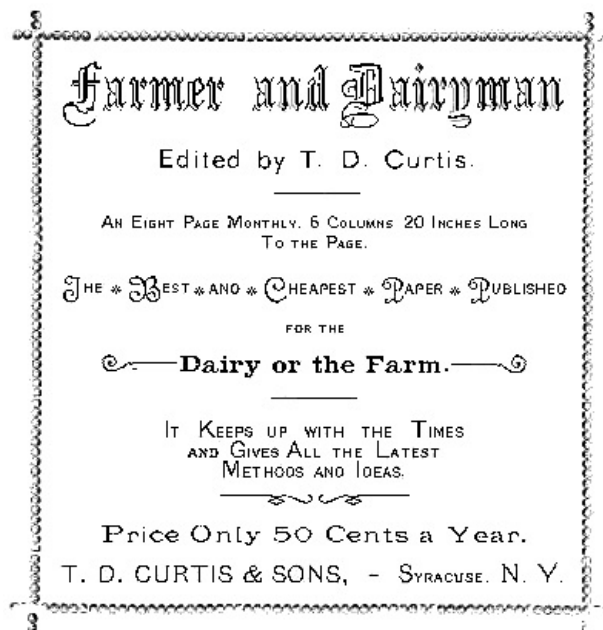 Farmer and Dairyman
Edited by T. D. Curtis.
An Eight Page Monthly. 6 Columns 20 Inches Long
To the Page.
The * Best * and * Cheapest * Paper * Published
for the
Dairy or the Farm.
It Keeps up with the Times
and Gives All the Latest
Methods and Ideas.
Price Only 50 Cents a Year.
T. D. CURTIS & SONS, - Syracuse. N. Y.